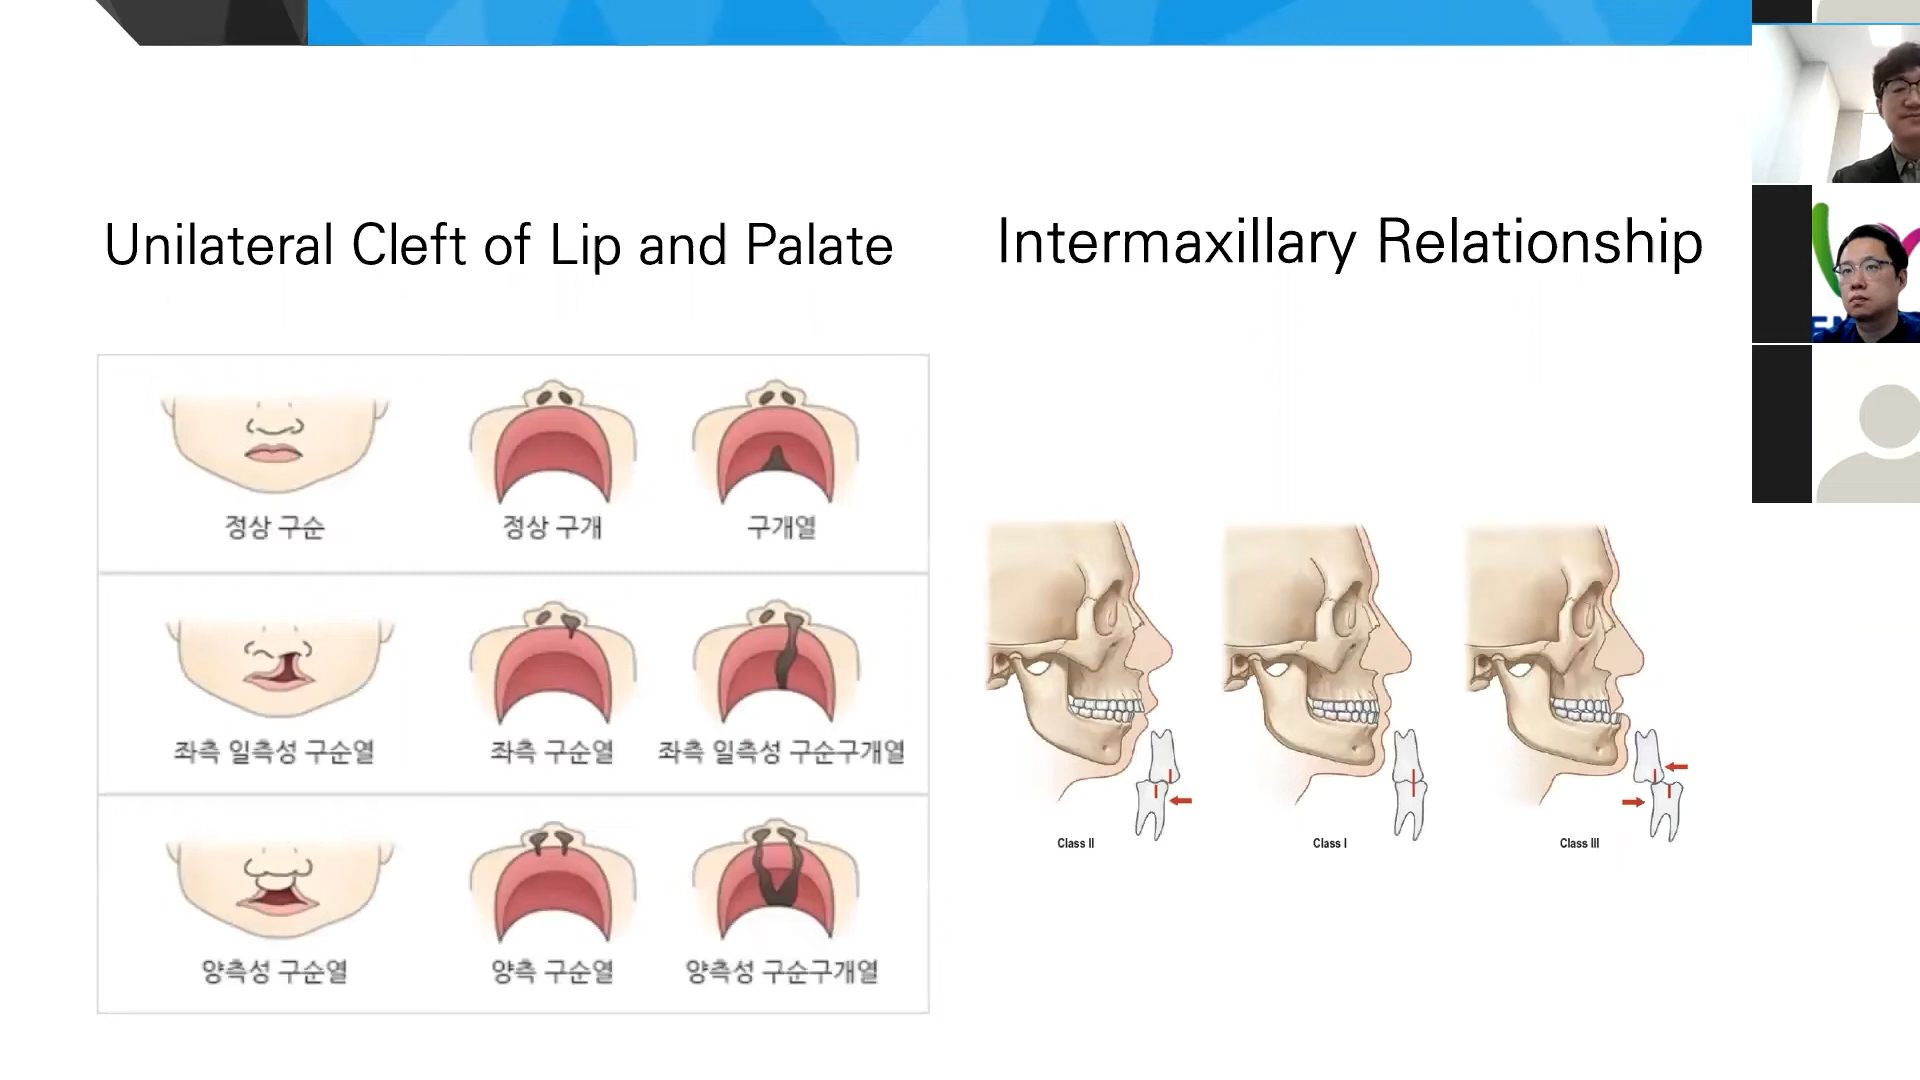 Unilateral Cleft of Lip and Palate
Intermaxillary Relationship
정상 구순
정상 구개
구개열
좌측 일측성 구순열
좌측 구순열
좌측 일측성 구순구개열
양측성 구순열
양측 구순열
양측성 구순구개열
Class II
Class I
Class III